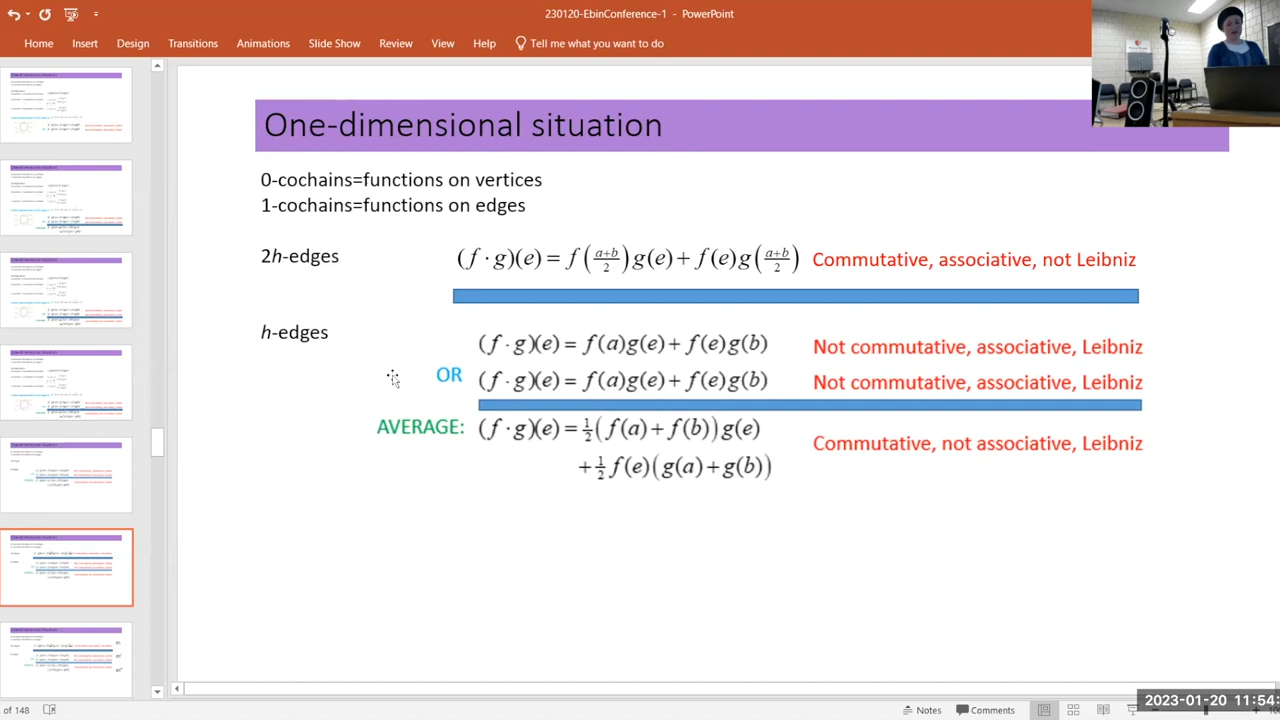 230120-EbinConference-1 - PowerPoint
Home Insert Design Transitions Animations Slide Show Review View Help Tell me what you want to do
One-dimensional situation
0-cochains=functions on vertices
1-cochains=functions on edges
2h-edges (f · g)(e) = f((a+b)/2)g(e) + f(e)g((a+b)/2) Commutative, associative, not Leibniz
h-edges
(f · g)(e) = f(a)g(e) + f(e)g(b) Not commutative, associative, Leibniz
OR (f · g)(e) = f(a)g(e) + f(e)g(b) Not commutative, associative, Leibniz
AVERAGE: (f · g)(e) = ½(f(a) + f(b))g(e)
+½ f(e)(g(a) + g(b)) Commutative, not associative, Leibniz
of 148 Notes Comments
2023-01-20 11:54: